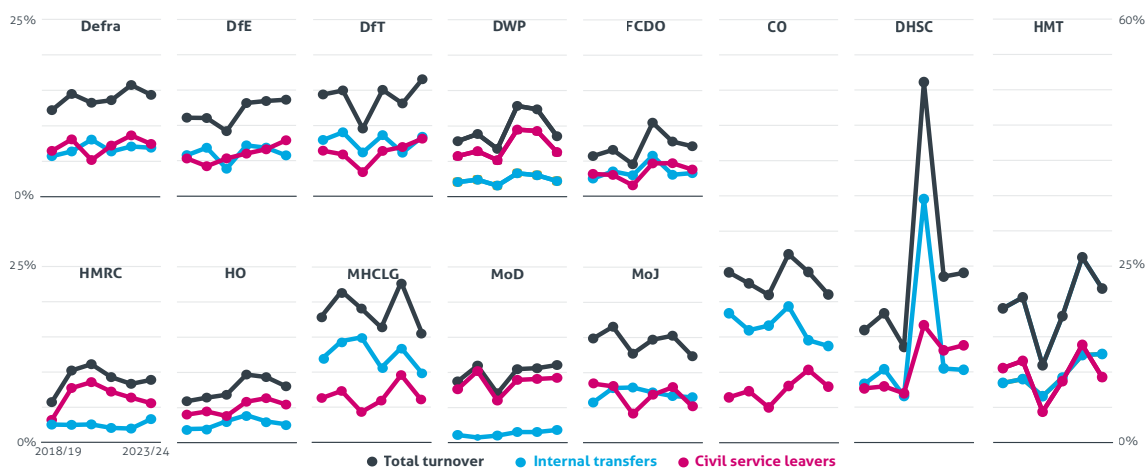 25%
Defra
DfE
DfT
DWP
FCDO
CO
DHSC
HMT
60%
0%
25%
HMRC
HO
MHCLG
MoD
MoJ
25%
0%
0%
2018/19
2023/24
Total turnover
Internal transfers
Civil service leavers